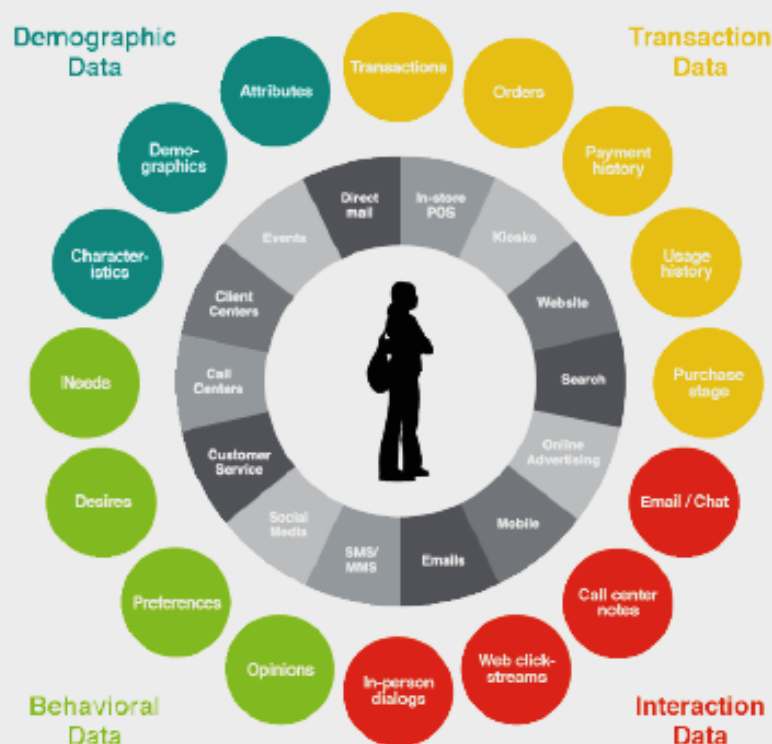 Demographic
Data
Transaction
Data
Attributes
Transactions
Orders
Demo-
graphics
Payment
history
Character-
istics
Usage
history
Needs
Purchase
stage
Desires
Email / Chat
Preferences
Call center
notes
Opinions
In-person
dialogs
Web click-
streams
Direct
mail
In-store
POS
Events
Kiosks
Client
Centers
Website
Call
Centers
Search
Customer
Service
Online
Advertising
Social
Media
Mobile
SMS/
MMS
Emails
Behavioral
Data
Interaction
Data